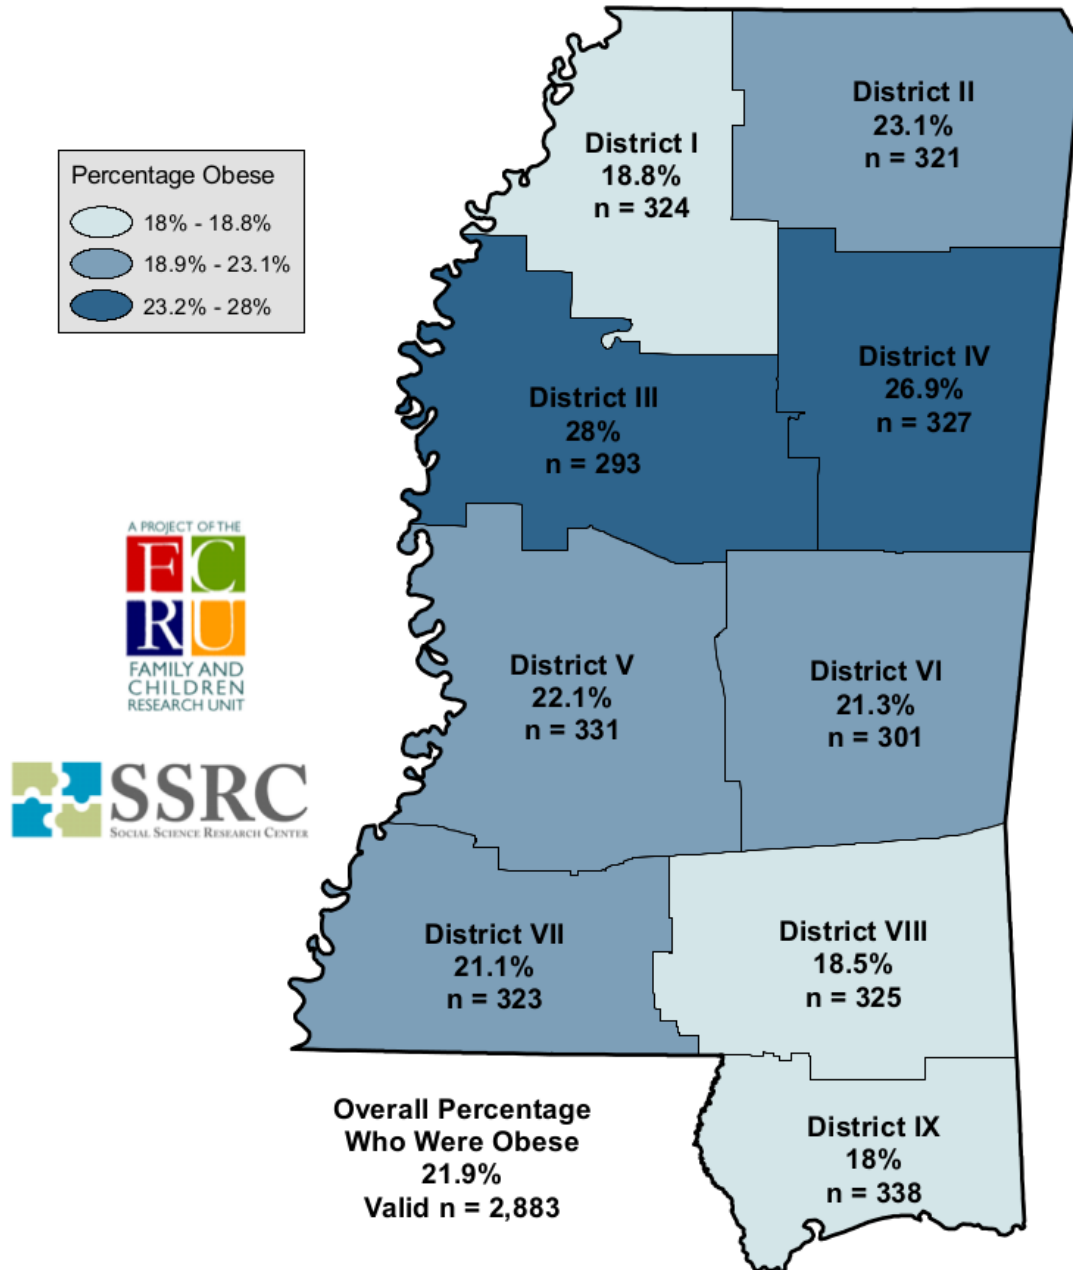 District II
23.1%
n = 321
District I
18.8%
n = 324
Percentage Obese
18% - 18.8%
18.9% - 23.1%
23.2% - 28%
District IV
26.9%
n = 327
District III
28%
n = 293
A PROJECT OF THE
FC
RU
FAMILY AND
CHILDREN
RESEARCH UNIT
District V
22.1%
n = 331
District VI
21.3%
n = 301
SSRC
SOCIAL SCIENCE RESEARCH CENTER
District VII
21.1%
n = 323
District VIII
18.5%
n = 325
Overall Percentage
Who Were Obese
21.9%
Valid n = 2,883
District IX
18%
n = 338